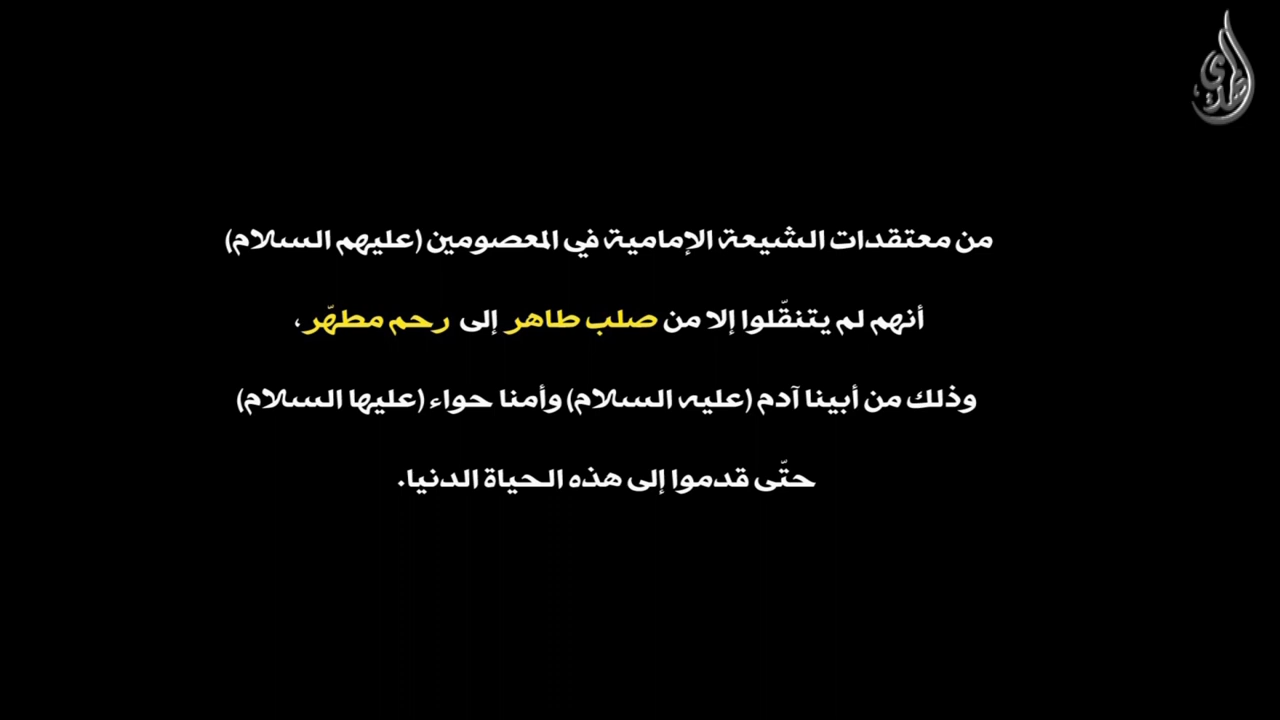 من معتقدات الشيعة الإمامية في المعصومين (عليهم السلام)
أنهم لم يتنقّلوا إلا من صلب طاهر إلى رحم مطهّر،
وذلك من أبينا آدم (عليه السلام) وأمنا حواء (عليها السلام)
حتّى قدموا إلى هذه الحياة الدنيا.